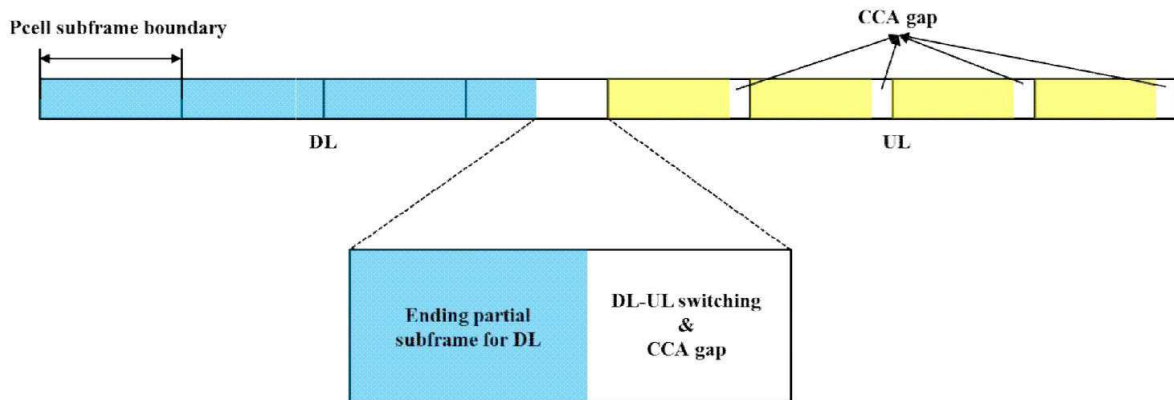 Pcell subframe boundary
CCA gap
DL
UL
Ending partial
subframe for DL
DL-UL switching
&
CCA gap